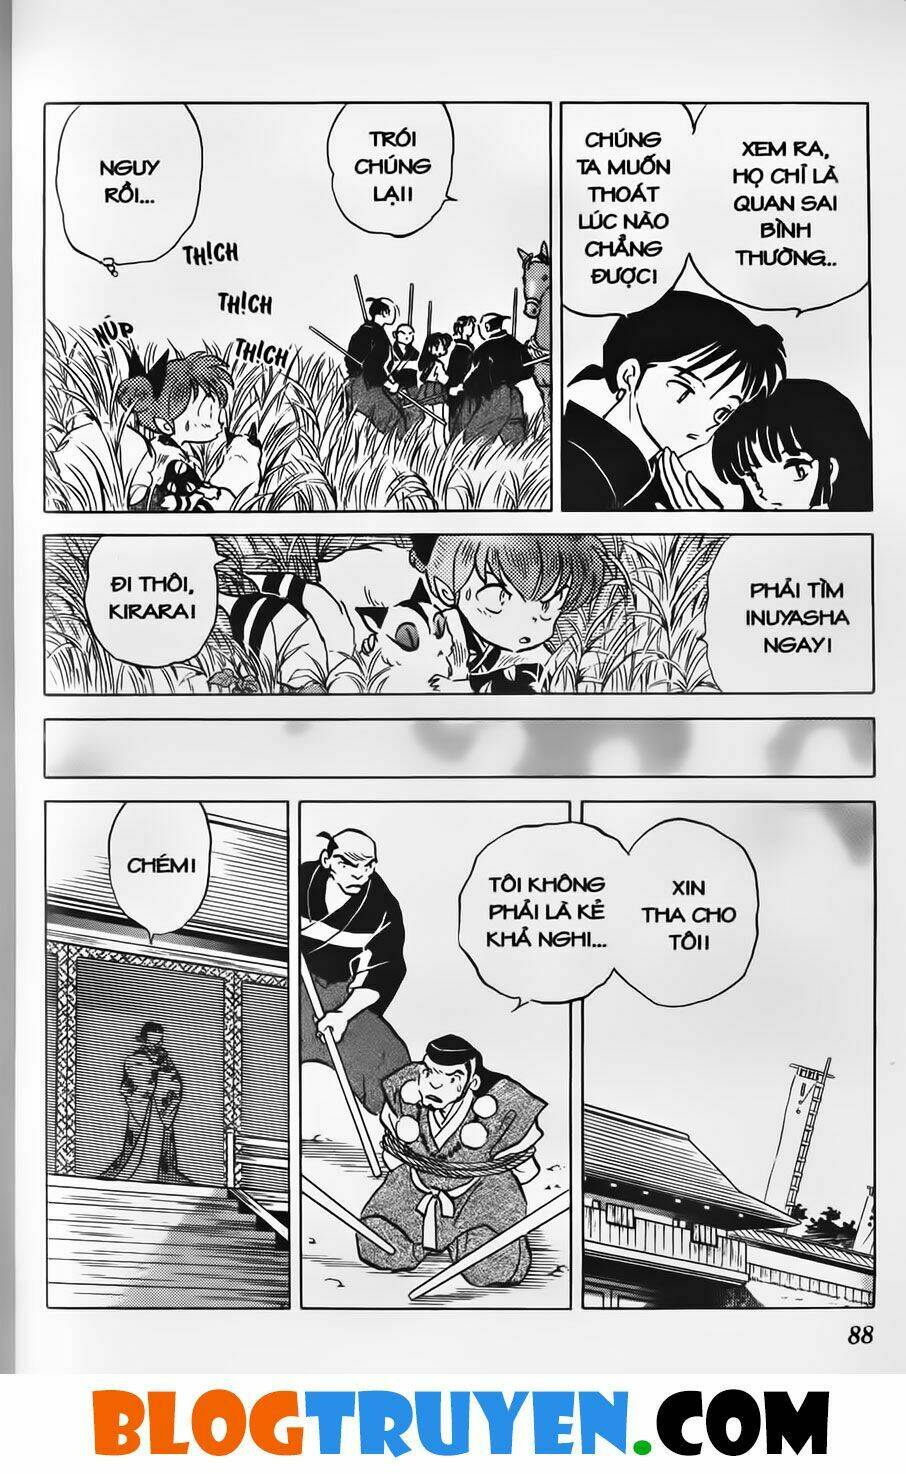 XEM RA,
HỌ CHỈ LÀ
QUAN SAI
BÌNH
THƯỜNG...
CHÚNG
TA MUỐN
THOÁT
LÚC NÀO
CHẲNG
ĐƯỢC!
TRÓI
CHÚNG
LẠI!
NGUY
RỒI...
THỊCH
THỊCH
THỊCH
NÚP
PHẢI TÌM
INUYASHA
NGAY!
ĐI THÔI,
KIRARA!
XIN
THA CHO
TÔI!
TÔI KHÔNG
PHẢI LÀ KẺ
KHẢ NGHI...
CHÉM!
88
BLOGTRUYEN.COM